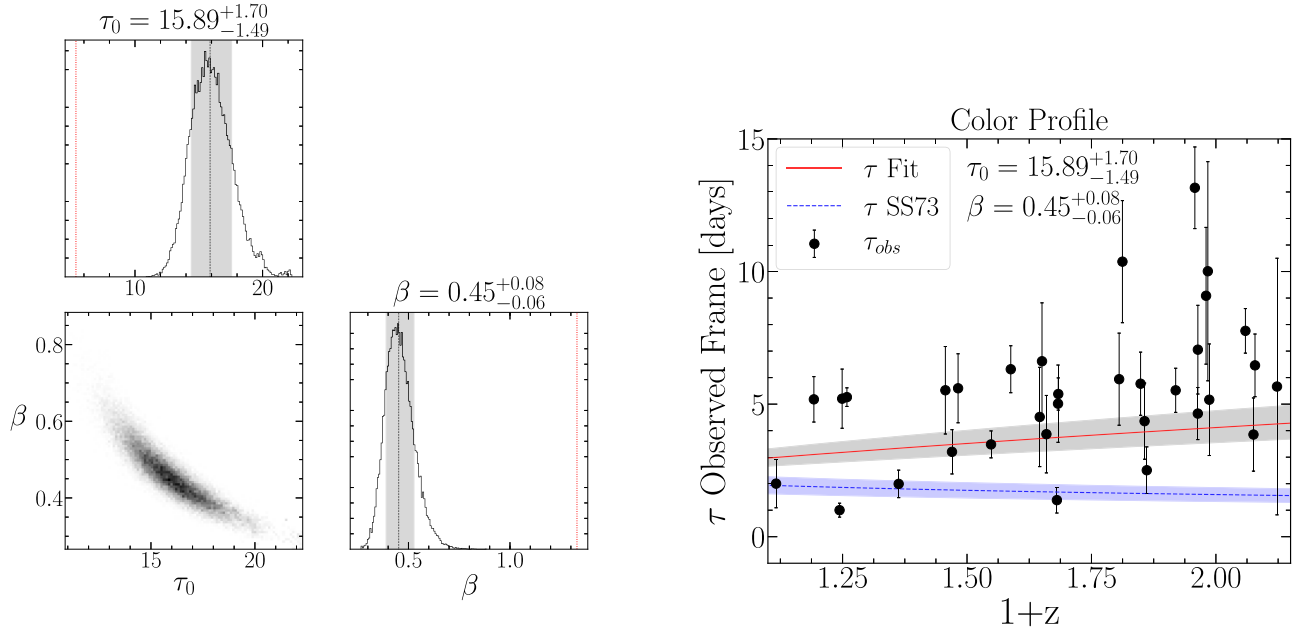 τ₀ = 15.89⁺¹·⁷⁰₋₁.₄₉
10 20
β = 0.45⁺⁰·⁰⁸₋₀.₀₆
0.8
0.6
0.4
β
15 20
τ₀
0.5 1.0
β
Color Profile
τ Fit
τ SS73
τ_obs
τ₀ = 15.89⁺¹·⁷⁰₋₁.₄₉
β = 0.45⁺⁰·⁰⁸₋₀.₀₆
15
10
5
0
τ Observed Frame [days]
1.25 1.50 1.75 2.00
1+z